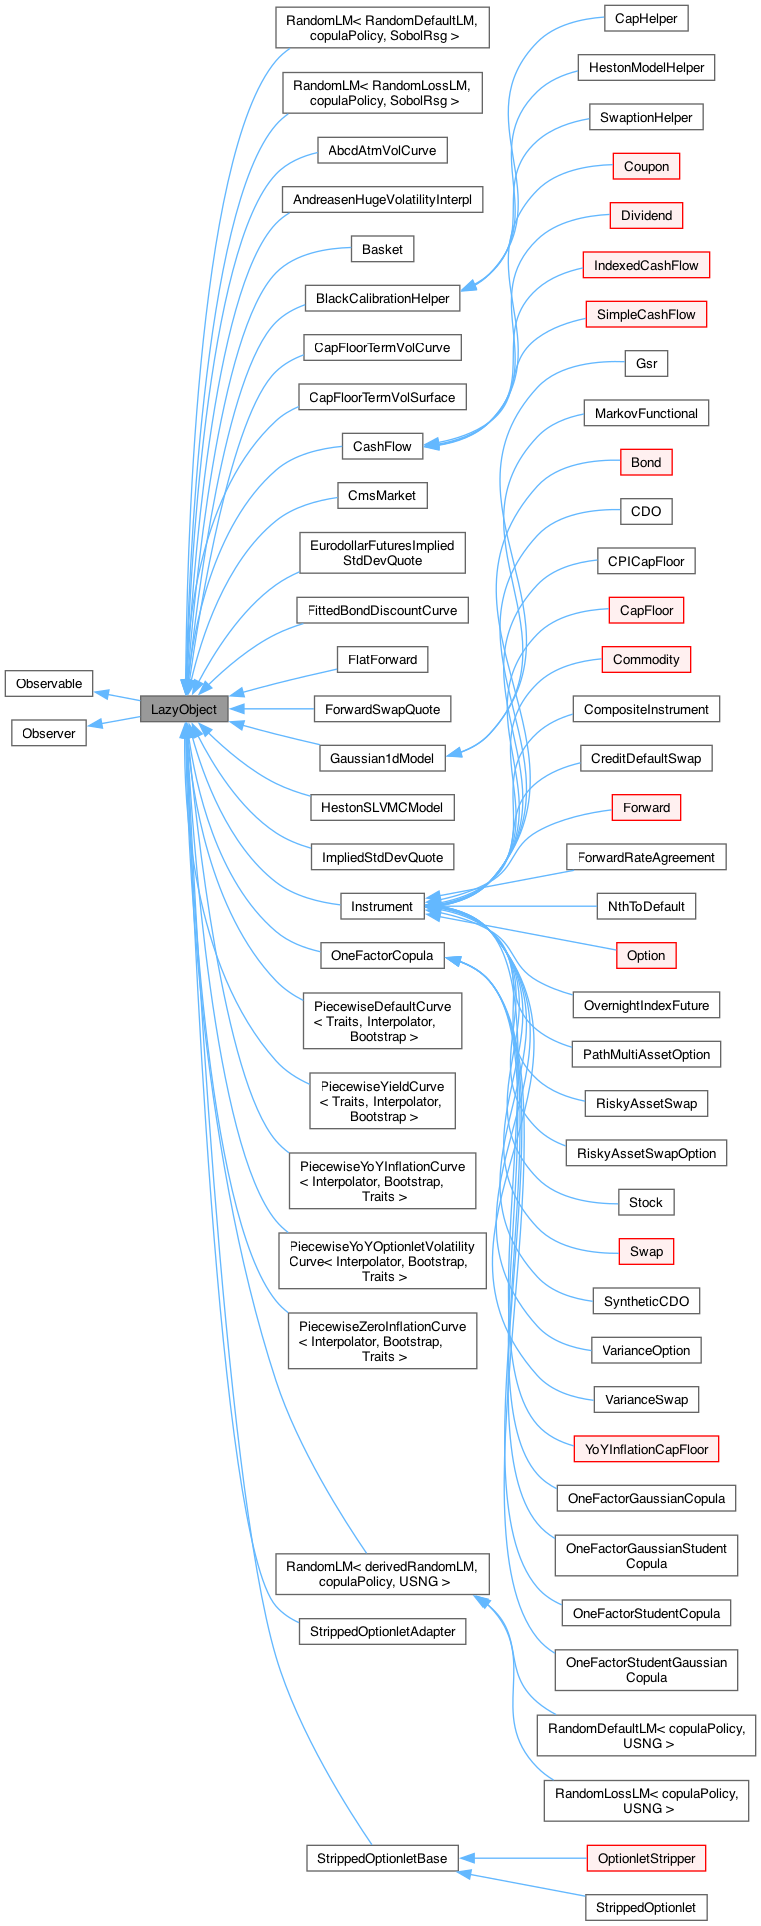 Observable
Observer
LazyObject
RandomLM< RandomDefaultLM,
copulaPolicy, SobolRsg >
RandomLM< RandomLossLM,
copulaPolicy, SobolRsg >
AbcdAtmVolCurve
AndreasenHugeVolatilityInterpl
Basket
BlackCalibrationHelper
CapFloorTermVolCurve
CapFloorTermVolSurface
CashFlow
CmsMarket
EurodollarFuturesImplied
StdDevQuote
FittedBondDiscountCurve
FlatForward
ForwardSwapQuote
Gaussian1dModel
HestonSLVMCModel
ImpliedStdDevQuote
Instrument
OneFactorCopula
PiecewiseDefaultCurve
< Traits, Interpolator,
Bootstrap >
PiecewiseYieldCurve
< Traits, Interpolator,
Bootstrap >
PiecewiseYoYInflationCurve
< Interpolator, Bootstrap,
Traits >
PiecewiseYoYOptionletVolatility
Curve< Interpolator, Bootstrap,
Traits >
PiecewiseZeroInflationCurve
< Interpolator, Bootstrap,
Traits >
RandomLM< derivedRandomLM,
copulaPolicy, USNG >
StrippedOptionletAdapter
StrippedOptionletBase
CapHelper
HestonModelHelper
SwaptionHelper
Coupon
Dividend
IndexedCashFlow
SimpleCashFlow
Gsr
MarkovFunctional
Bond
CDO
CPICapFloor
CapFloor
Commodity
CompositeInstrument
CreditDefaultSwap
Forward
ForwardRateAgreement
NthToDefault
Option
OvernightIndexFuture
PathMultiAssetOption
RiskyAssetSwap
RiskyAssetSwapOption
Stock
Swap
SyntheticCDO
VarianceOption
VarianceSwap
YoYInflationCapFloor
OneFactorGaussianCopula
OneFactorGaussianStudent
Copula
OneFactorStudentCopula
OneFactorStudentGaussian
Copula
RandomDefaultLM< copulaPolicy,
USNG >
RandomLossLM< copulaPolicy,
USNG >
OptionletStripper
StrippedOptionlet